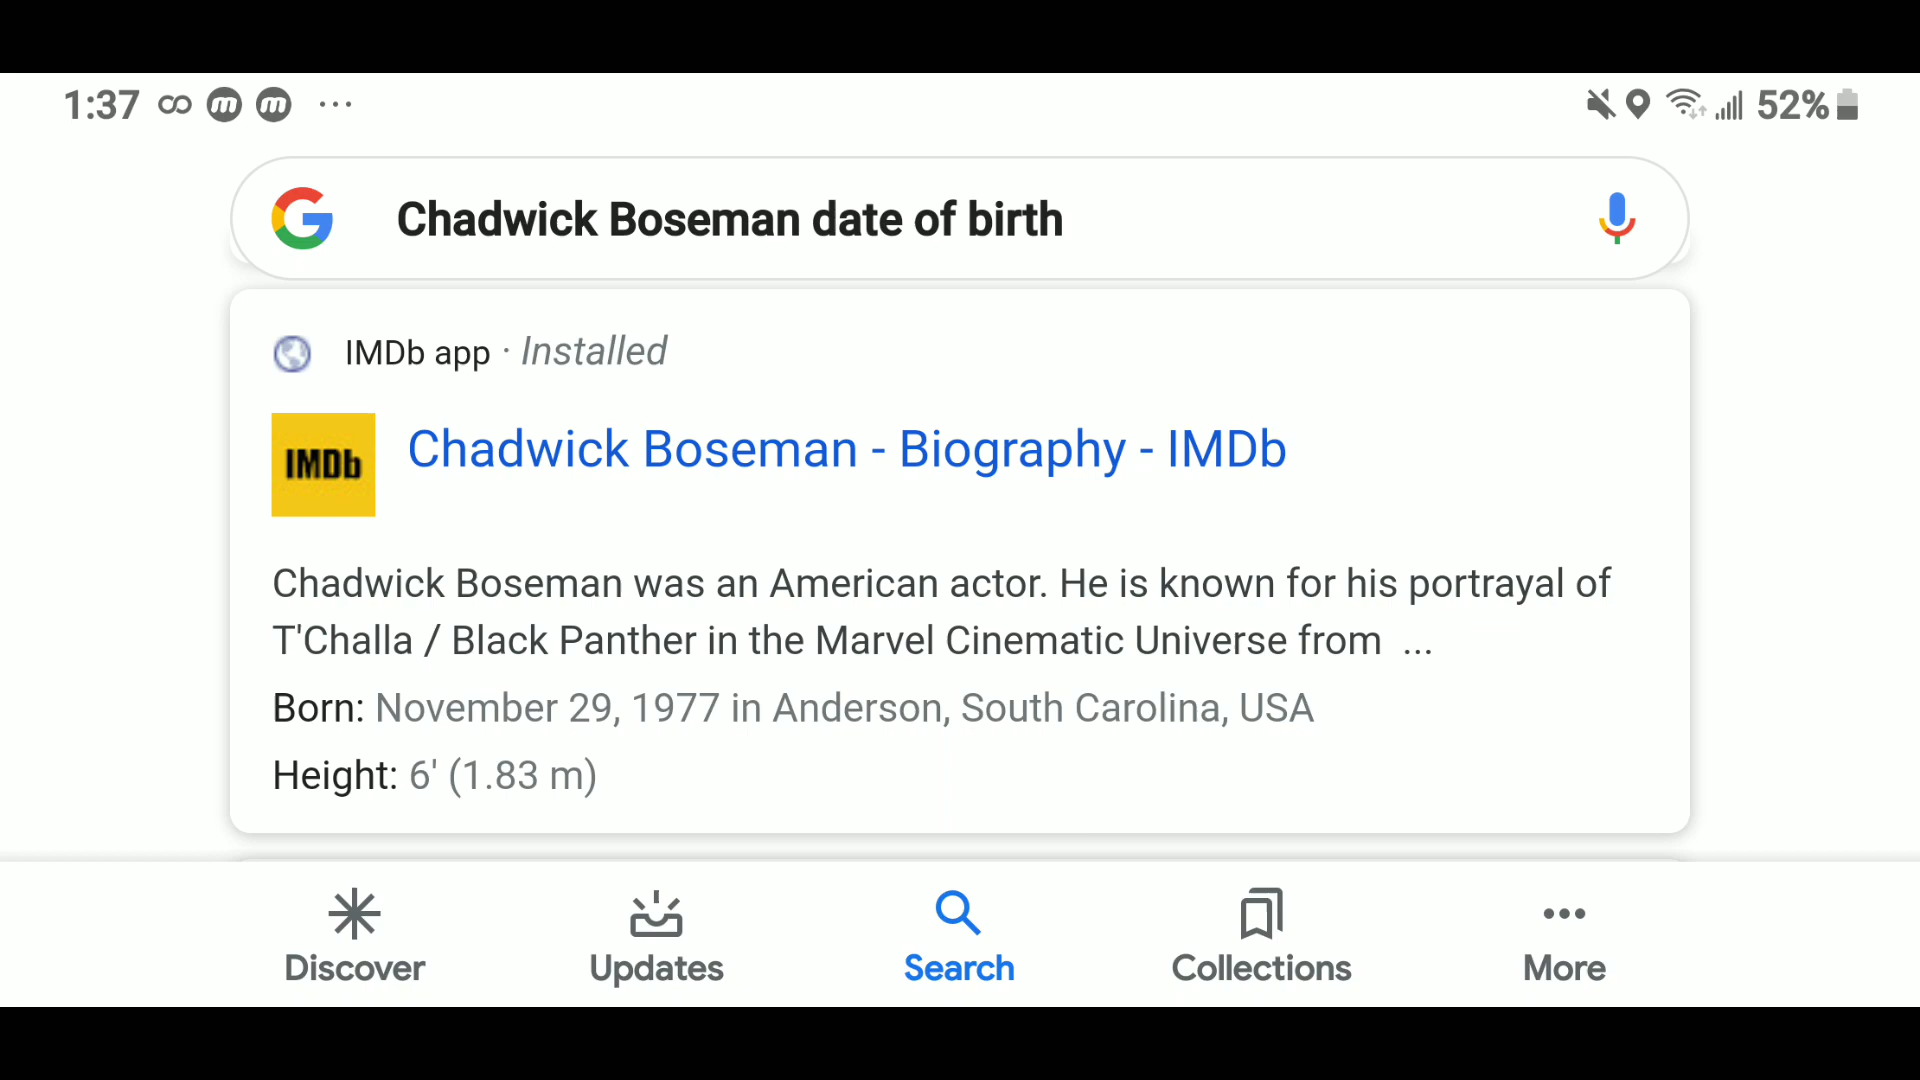 1:37 ... 52%
Chadwick Boseman date of birth
IMDb app · Installed
IMDb
Chadwick Boseman - Biography - IMDb
Chadwick Boseman was an American actor. He is known for his portrayal of
T'Challa / Black Panther in the Marvel Cinematic Universe from ...
Born: November 29, 1977 in Anderson, South Carolina, USA
Height: 6' (1.83 m)
Discover Updates Search Collections More